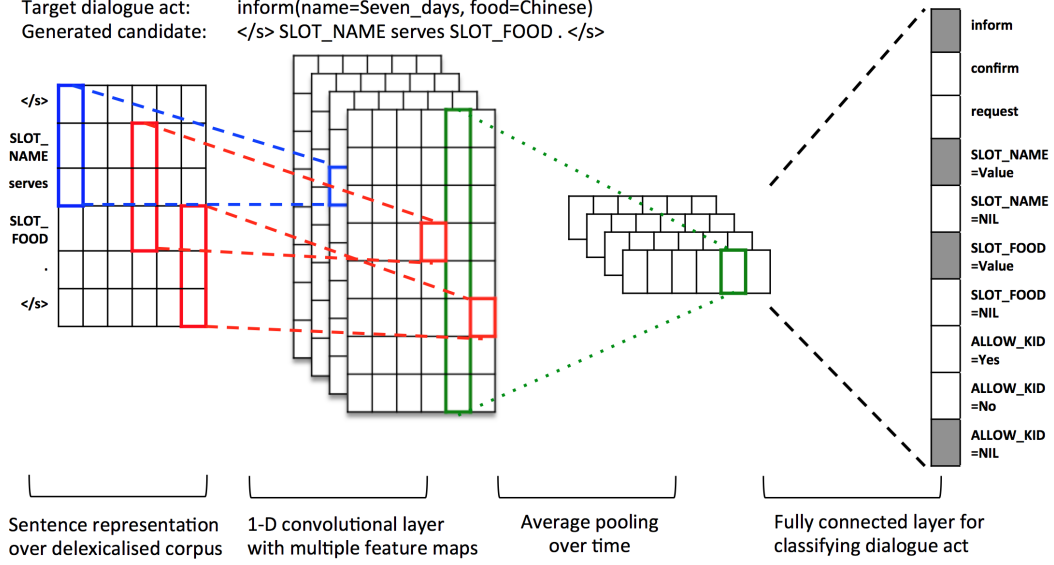 Target dialogue act: inform(name=Seven_days, food=Chinese)
Generated candidate: </s> SLOT_NAME serves SLOT_FOOD . </s>
</s>
SLOT_
NAME
serves
SLOT_
FOOD
.
</s>
inform
confirm
request
SLOT_NAME
=Value
SLOT_NAME
=NIL
SLOT_FOOD
=Value
SLOT_FOOD
=NIL
ALLOW_KID
=Yes
ALLOW_KID
=No
ALLOW_KID
=NIL
Sentence representation
over delexicalised corpus
1-D convolutional layer
with multiple feature maps
Average pooling
over time
Fully connected layer for
classifying dialogue act